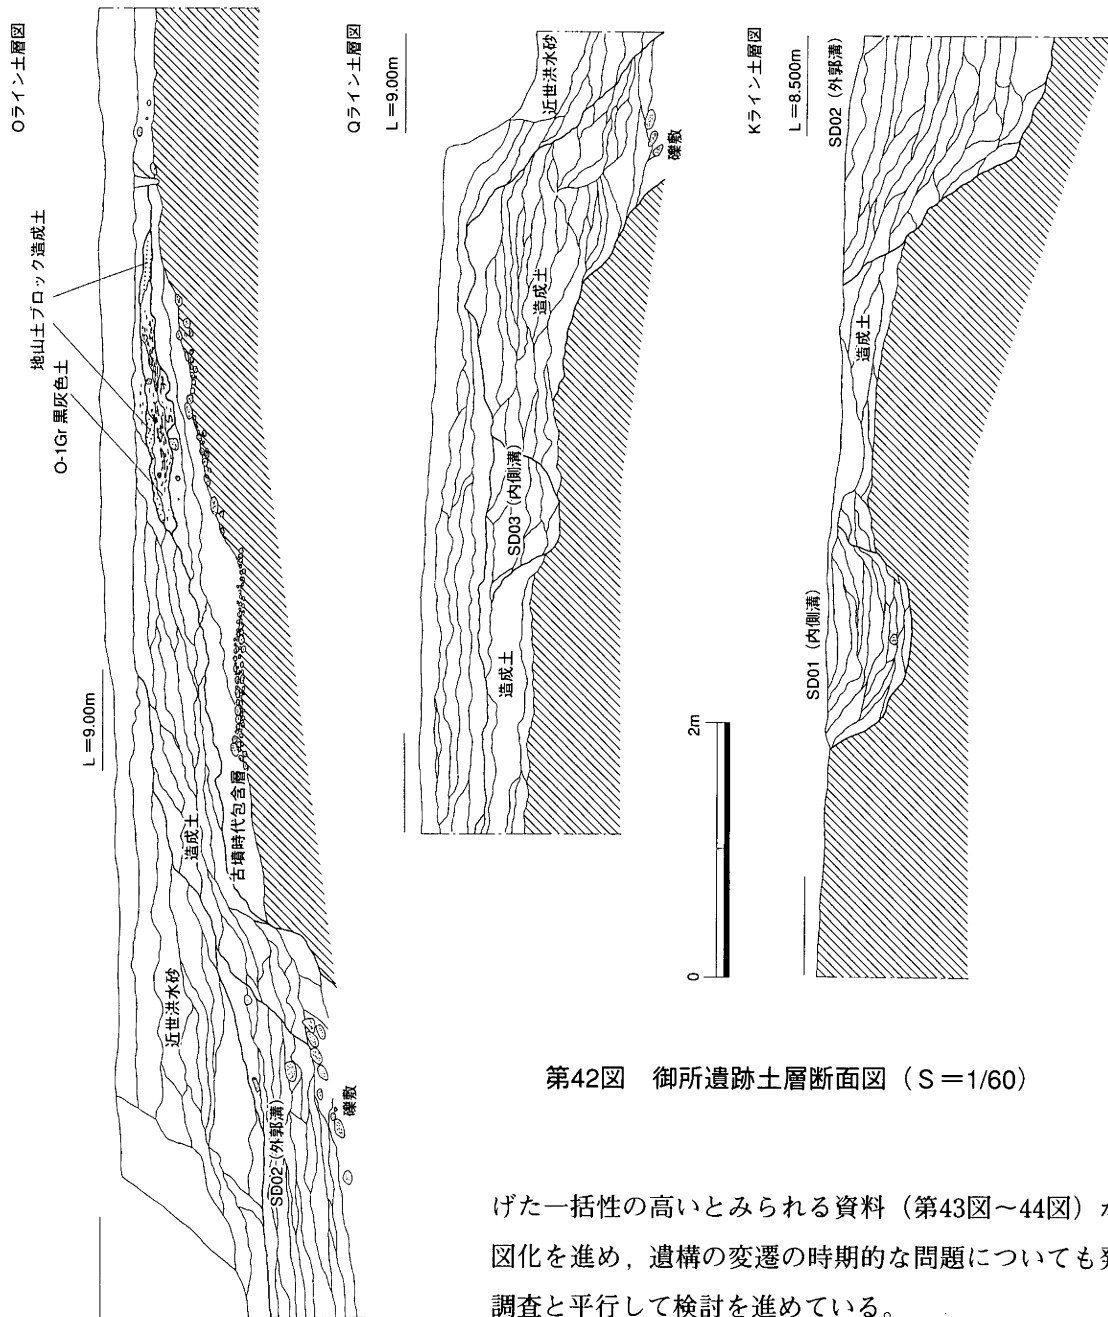 Oライン土層図
地山土ブロック造成土
O-1Gr 黒灰色土
L=9.00m
古墳時代包含層
造成土
近世洪水砂
SD02 (外郭溝)
礫敷
Qライン土層図
L=9.00m
近世洪水砂
礫敷
造成土
SD03 (内側溝)
造成土
Kライン土層図
L=8.500m
SD02 (外郭溝)
造成土
SD01 (内側溝)
2m
0
第42図 御所遺跡土層断面図 (S=1/60)
げた一括性の高いとみられる資料(第43図~44図)か
図化を進め,遺構の変遷の時期的な問題についても発
調査と平行して検討を進めている。